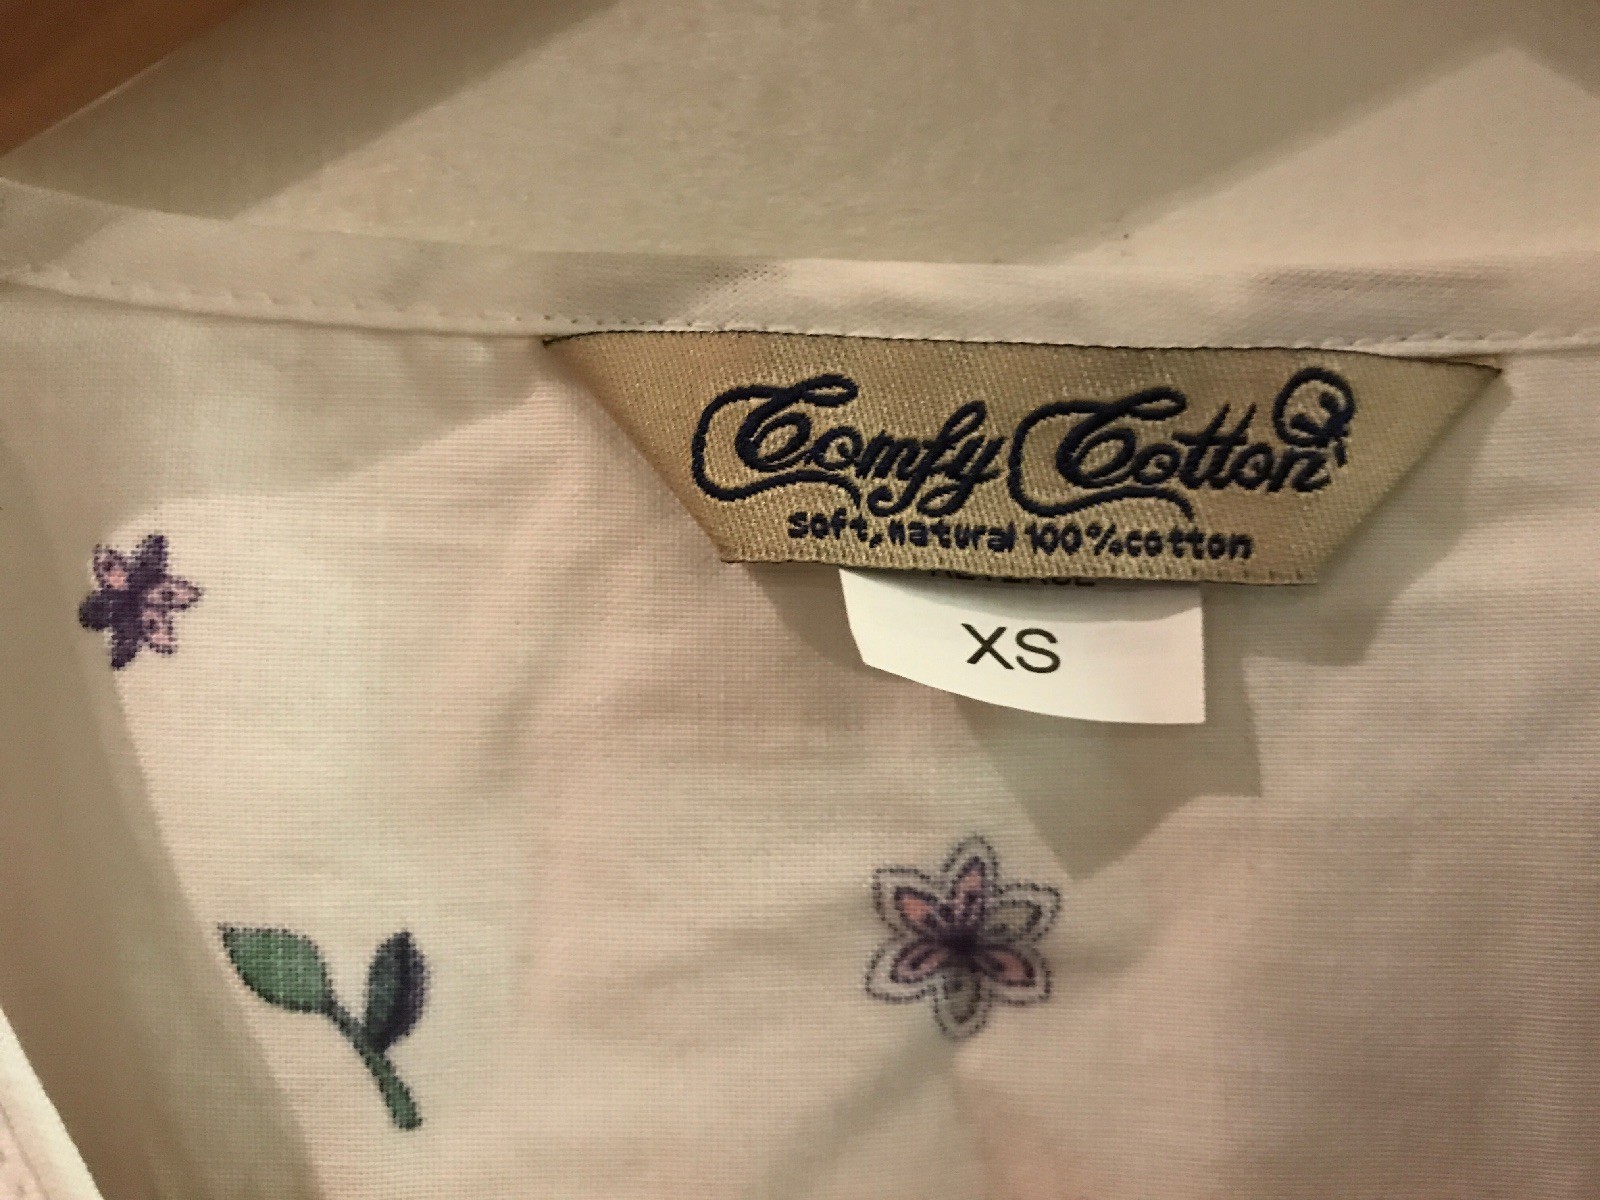 Comfy Cotton
soft, natural 100% cotton
XS